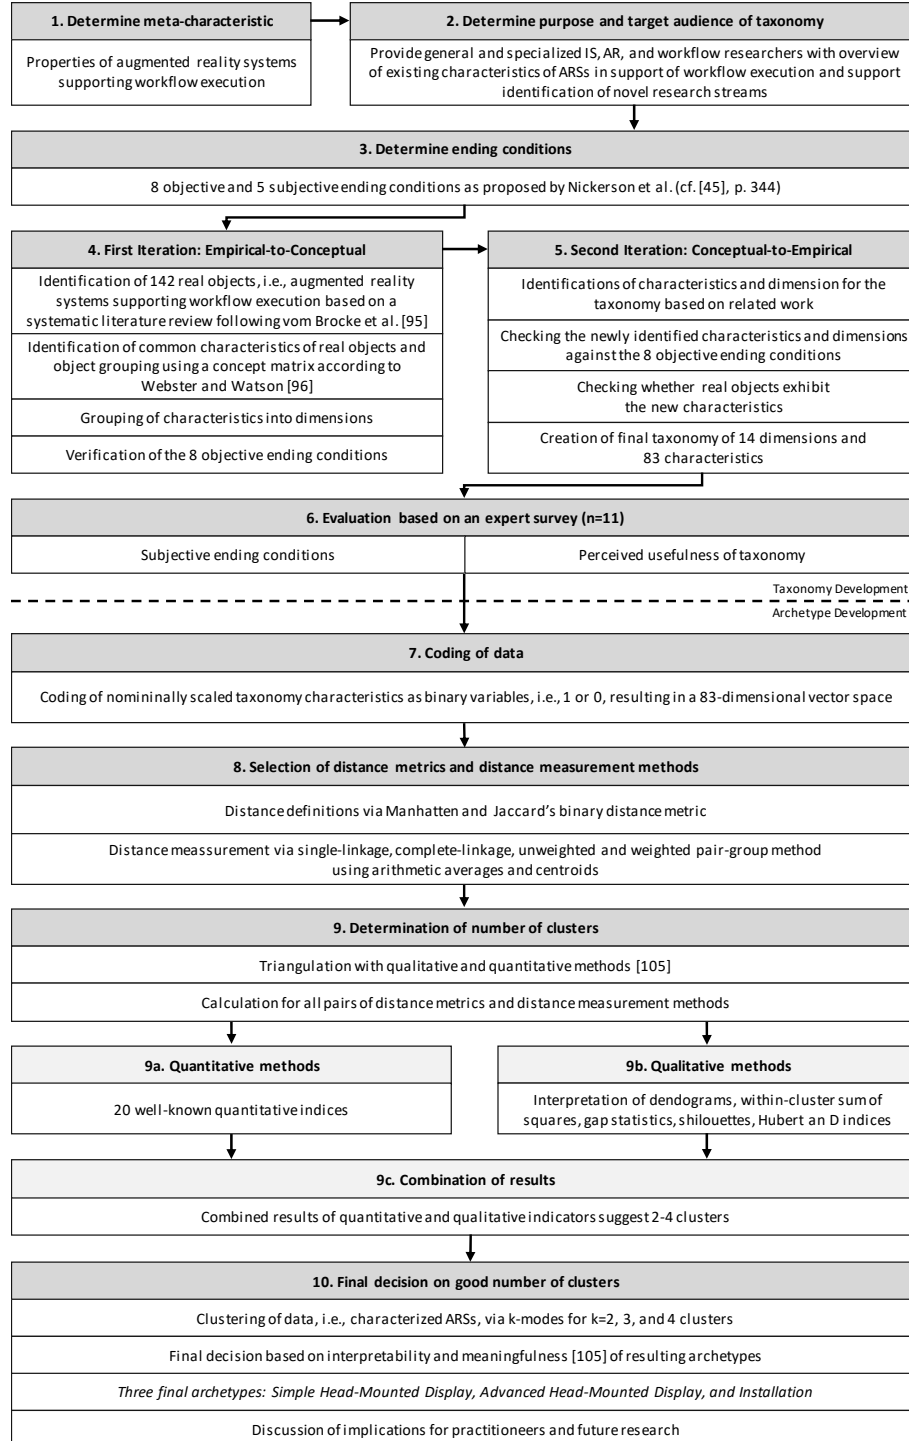 1. Determine meta-characteristic
Properties of augmented reality systems
supporting workflow execution
2. Determine purpose and target audience of taxonomy
Provide general and specialized IS, AR, and workflow researchers with overview
of existing characteristics of ARSs in support of workflow execution and support
identification of novel research streams
3. Determine ending conditions
8 objective and 5 subjective ending conditions as proposed by Nickerson et al. (cf. [45], p. 344)
4. First Iteration: Empirical-to-Conceptual
Identification of 142 real objects, i.e., augmented reality
systems supporting workflow execution based on a
systematic literature review following vom Brocke et al. [95]
Identification of common characteristics of real objects and
object grouping using a concept matrix according to
Webster and Watson [96]
Grouping of characteristics into dimensions
Verification of the 8 objective ending conditions
5. Second Iteration: Conceptual-to-Empirical
Identifications of characteristics and dimension for the
taxonomy based on related work
Checking the newly identified characteristics and dimensions
against the 8 objective ending conditions
Checking whether real objects exhibit
the new characteristics
Creation of final taxonomy of 14 dimensions and
83 characteristics
6. Evaluation based on an expert survey (n=11)
Subjective ending conditions
Perceived usefulness of taxonomy
Taxonomy Development
Archetype Development
7. Coding of data
Coding of nomininally scaled taxonomy characteristics as binary variables, i.e., 1 or 0, resulting in a 83-dimensional vector space
8. Selection of distance metrics and distance measurement methods
Distance definitions via Manhatten and Jaccard's binary distance metric
Distance meassurement via single-linkage, complete-linkage, unweighted and weighted pair-group method
using arithmetic averages and centroids
9. Determination of number of clusters
Triangulation with qualitative and quantitative methods [105]
Calculation for all pairs of distance metrics and distance measurement methods
9a. Quantitative methods
20 well-known quantitative indices
9b. Qualitative methods
Interpretation of dendograms, within-cluster sum of
squares, gap statistics, shilouettes, Hubert an D indices
9c. Combination of results
Combined results of quantitative and qualitative indicators suggest 2-4 clusters
10. Final decision on good number of clusters
Clustering of data, i.e., characterized ARSs, via k-modes for k=2, 3, and 4 clusters
Final decision based on interpretability and meaningfulness [105] of resulting archetypes
Three final archetypes: Simple Head-Mounted Display, Advanced Head-Mounted Display, and Installation
Discussion of implications for practitioneers and future research